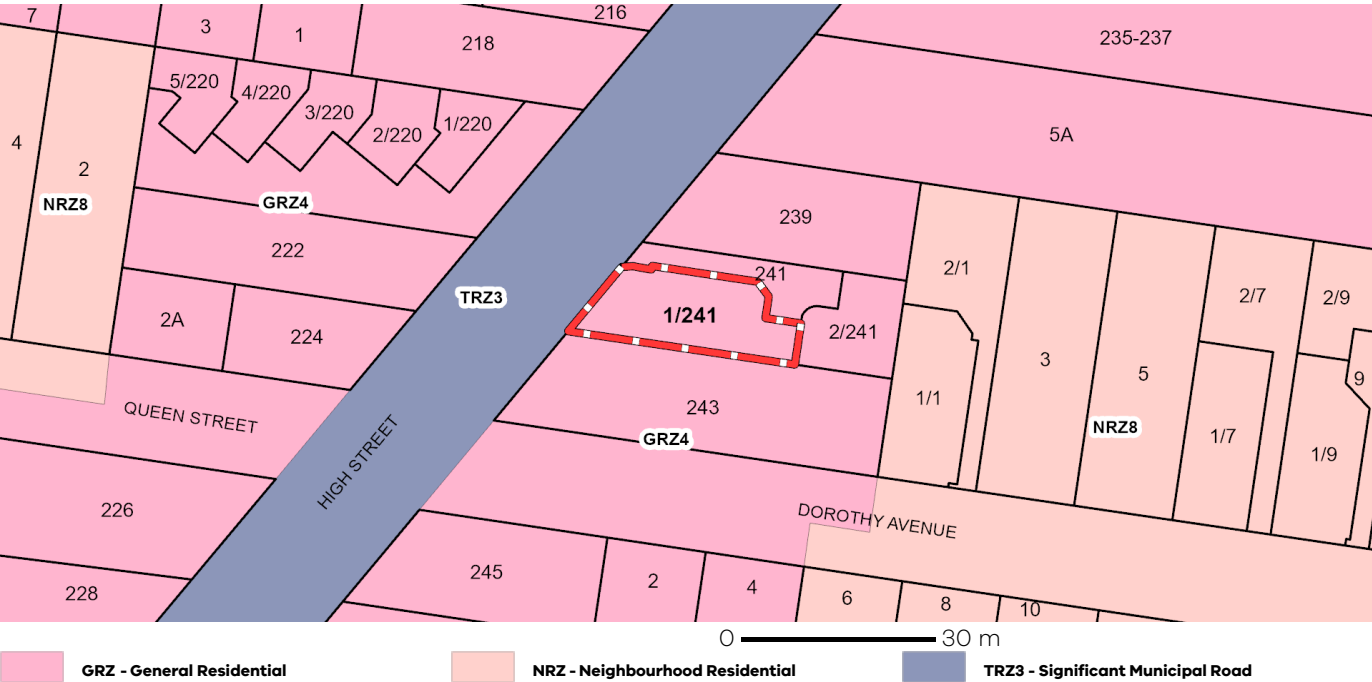 7
3
1
216
218
235-237
5/220
4/220
3/220
2/220
1/220
5A
4
2
NRZ8
GRZ4
239
222
241
2/1
2/7
2/9
TRZ3
1/241
2/241
2A
224
3
5
9
1/1
243
QUEEN STREET
GRZ4
NRZ8
1/7
1/9
HIGH STREET
226
DOROTHY AVENUE
228
245
2
4
6
8
10
0 30 m
GRZ - General Residential
NRZ - Neighbourhood Residential
TRZ3 - Significant Municipal Road